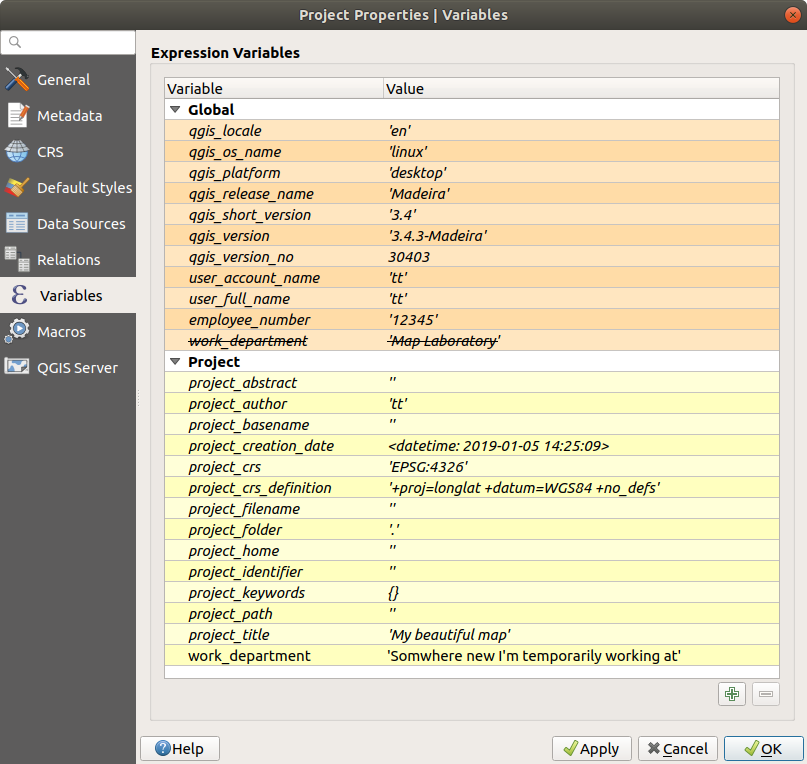 Project Properties | Variables
Expression Variables
General
Metadata
CRS
Default Styles
Data Sources
Relations
Variables
Macros
QGIS Server
Variable Value
Global
qgis_locale 'en'
qgis_os_name 'linux'
qgis_platform 'desktop'
qgis_release_name 'Madeira'
qgis_short_version '3.4'
qgis_version '3.4.3-Madeira'
qgis_version_no 30403
user_account_name 'tt'
user_full_name 'tt'
employee_number '12345'
work_department 'Map Laboratory'
Project
project_abstract ''
project_author 'tt'
project_basename ''
project_creation_date <datetime: 2019-01-05 14:25:09>
project_crs 'EPSG:4326'
project_crs_definition '+proj=longlat +datum=WGS84 +no_defs'
project_filename ''
project_folder '.'
project_home ''
project_identifier ''
project_keywords {}
project_path ''
project_title 'My beautiful map'
work_department 'Somwhere new I'm temporarily working at'
Help Apply Cancel OK